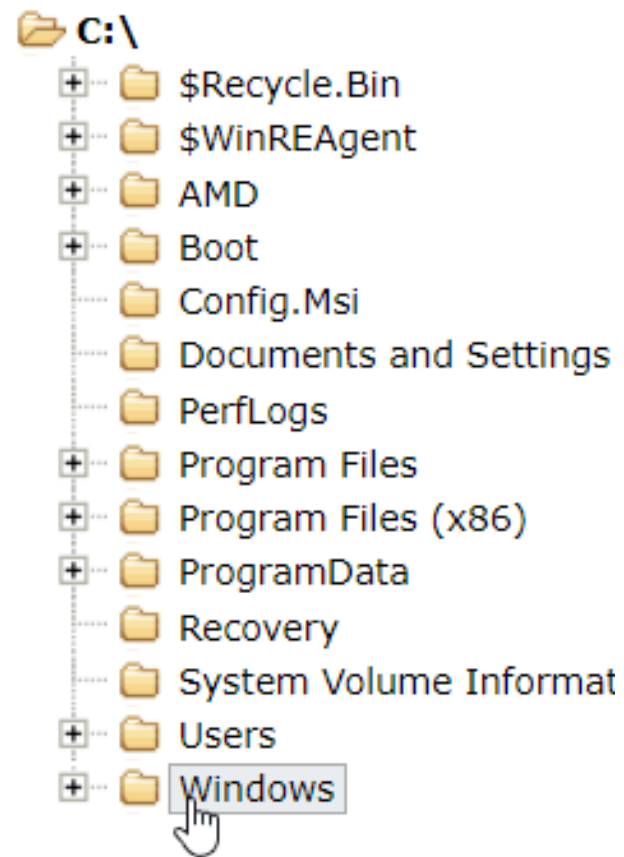 C:\
$Recycle.Bin
$WinREAgent
AMD
Boot
Config.Msi
Documents and Settings
PerfLogs
Program Files
Program Files (x86)
ProgramData
Recovery
System Volume Informat
Users
Windows